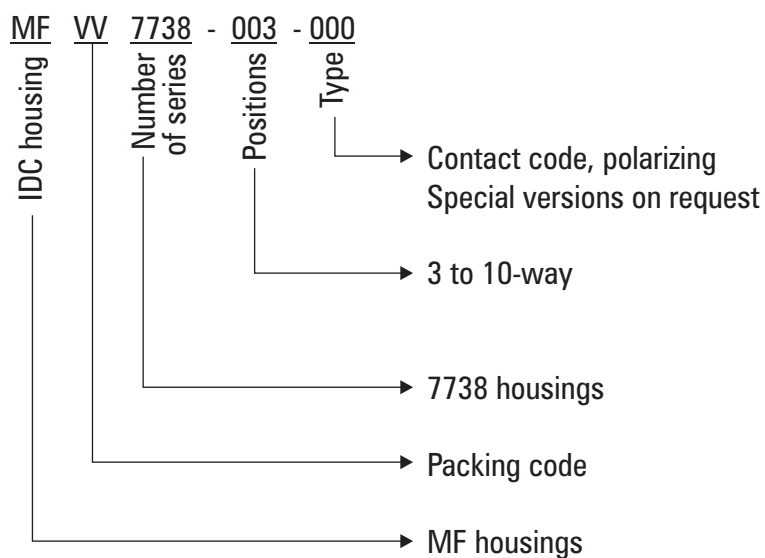 MF VV 7738 - 003 - 000
IDC housing
Number
of series
Positions
Type
Contact code, polarizing
Special versions on request
3 to 10-way
7738 housings
Packing code
MF housings